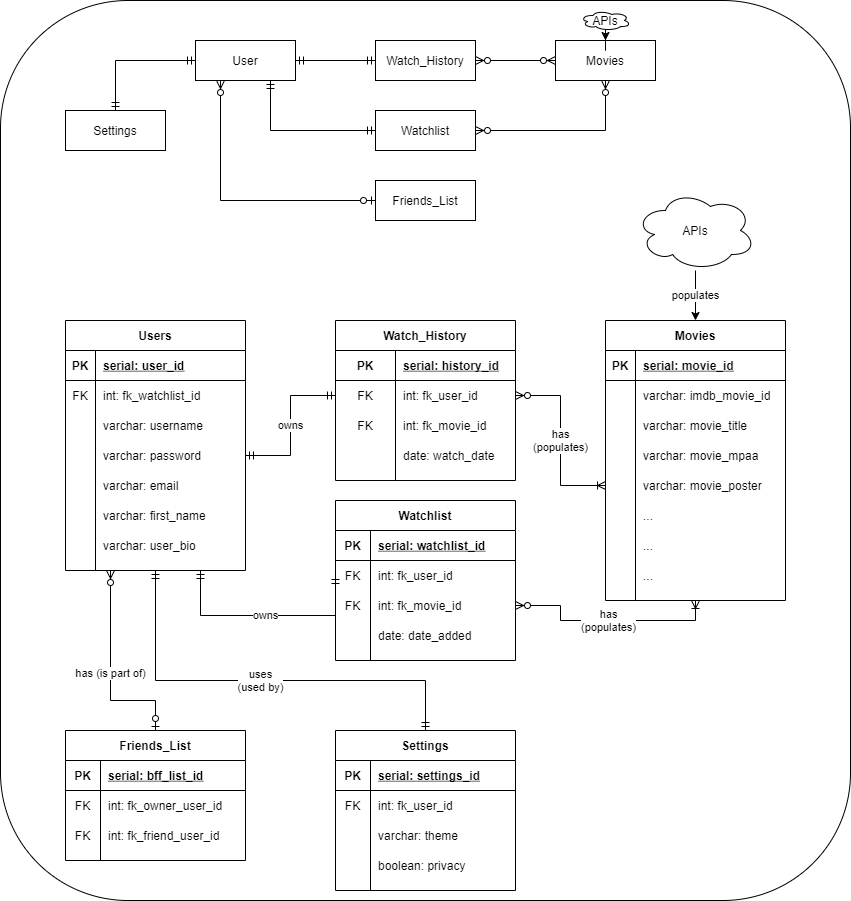 APIs
User
Watch_History
Movies
Settings
Watchlist
Friends_List
APIs
populates
Users
PK serial: user_id
FK int: fk_watchlist_id
varchar: username
varchar: password
varchar: email
varchar: first_name
varchar: user_bio
owns
Watch_History
PK serial: history_id
FK int: fk_user_id
FK int: fk_movie_id
date: watch_date
has
(populates)
Movies
PK serial: movie_id
varchar: imdb_movie_id
varchar: movie_title
varchar: movie_mpaa
varchar: movie_poster
...
...
...
Watchlist
PK serial: watchlist_id
FK int: fk_user_id
FK int: fk_movie_id
date: date_added
owns
has
(populates)
has (is part of)
uses
(used by)
Friends_List
PK serial: bff_list_id
FK int: fk_owner_user_id
FK int: fk_friend_user_id
Settings
PK serial: settings_id
FK int: fk_user_id
varchar: theme
boolean: privacy